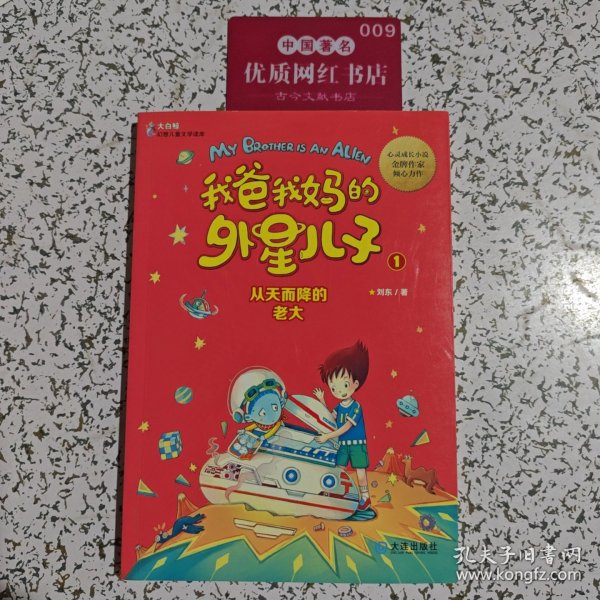 009
中国著名
优质网红书店
古今文献书店
大白鲸
幻想儿童文学读库
MY BROTHER IS AN ALIEN
心灵成长小说
金牌作家
倾心力作
我爸我妈的
外星儿子
1
从天而降的
老大
★刘东/著
大连出版社
孔夫子旧书网
www.kongfz.com